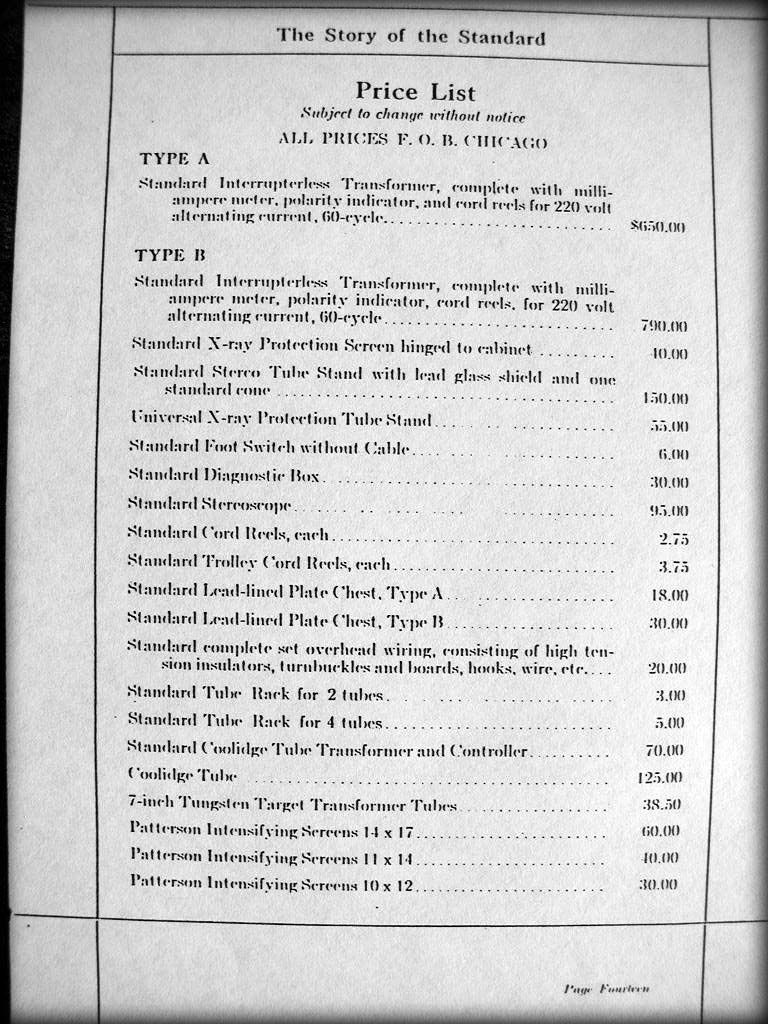 The Story of the Standard
Price List
Subject to change without notice
ALL PRICES F. O. B. CHICAGO
TYPE A
Standard Interrupterless Transformer, complete with milli-
ampere meter, polarity indicator, and cord reels for 220 volt
alternating current, 60-cycle. $650.00
TYPE B
Standard Interrupterless Transformer, complete with milli-
ampere meter, polarity indicator, cord reels, for 220 volt
alternating current, 60-cycle 790.00
Standard X-ray Protection Screen hinged to cabinet 40.00
Standard Stereo Tube Stand with lead glass shield and one
standard cone 150.00
Universal X-ray Protection Tube Stand 55.00
Standard Foot Switch without Cable 6.00
Standard Diagnostic Box 30.00
Standard Stereoscope 95.00
Standard Cord Reels, each 2.75
Standard Trolley Cord Reels, each 3.75
Standard Lead-lined Plate Chest, Type A 18.00
Standard Lead-lined Plate Chest, Type B 30.00
Standard complete set overhead wiring, consisting of high ten-
sion insulators, turnbuckles and boards, hooks, wire, etc. 20.00
Standard Tube Rack for 2 tubes 3.00
Standard Tube Rack for 4 tubes 5.00
Standard Coolidge Tube Transformer and Controller 70.00
Coolidge Tube 125.00
7-inch Tungsten Target Transformer Tubes 38.50
Patterson Intensifying Screens 14 x 17 60.00
Patterson Intensifying Screens 11 x 14 40.00
Patterson Intensifying Screens 10 x 12 30.00
Page Fourteen